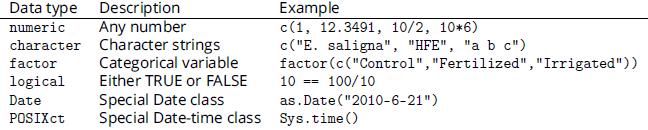 Data type Description Example
numeric Any number c(1, 12.3491, 10/2, 10*6)
character Character strings c("E. saligna", "HFE", "a b c")
factor Categorical variable factor(c("Control","Fertilized","Irrigated"))
logical Either TRUE or FALSE 10 == 100/10
Date Special Date class as.Date("2010-6-21")
POSIXct Special Date-time class Sys.time()